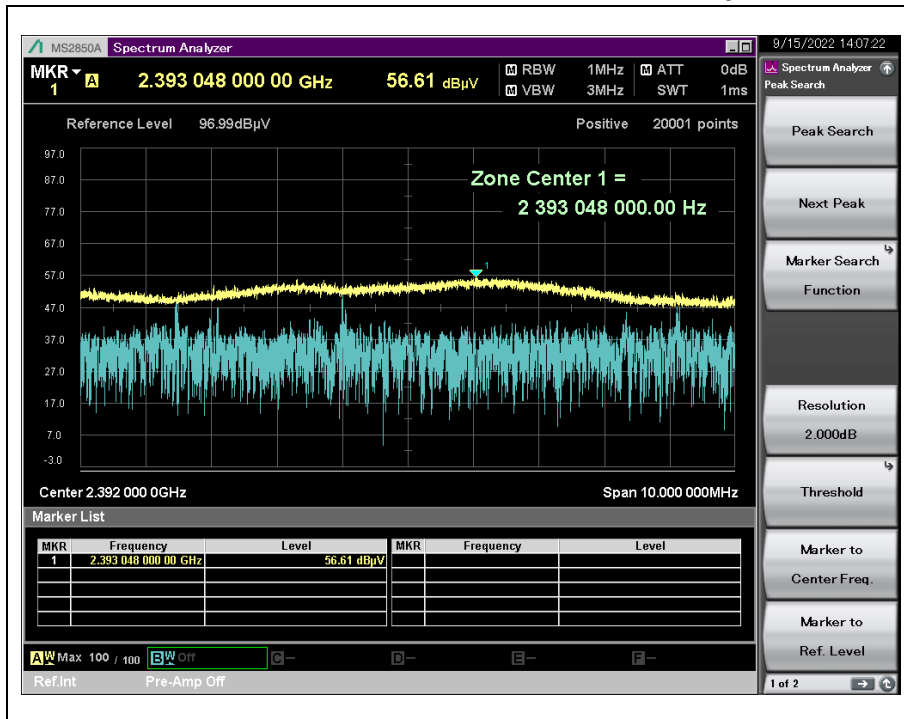 MS2850A Spectrum Analyzer
9/15/2022 14:07:22
MKR 1 A 2.393 048 000 00 GHz 56.61 dBµV
M RBW 1MHz M ATT 0dB
M VBW 3MHz SWT 1ms
Spectrum Analyzer
Peak Search
Reference Level 96.99dBµV Positive 20001 points
97.0
87.0
77.0
67.0
57.0
47.0
37.0
27.0
17.0
7.0
-3.0
Zone Center 1 =
2 393 048 000.00 Hz
1
Center 2.392 000 0GHz Span 10.000 000MHz
Marker List
MKR Frequency Level MKR Frequency Level
1 2.393 048 000 00 GHz 56.61 dBµV
A W Max 100 / 100 B W Off C — D — E — F —
Ref.Int Pre-Amp Off
Peak Search
Next Peak
Marker Search
Function
Resolution
2.000dB
Threshold
Marker to
Center Freq.
Marker to
Ref. Level
1 of 2